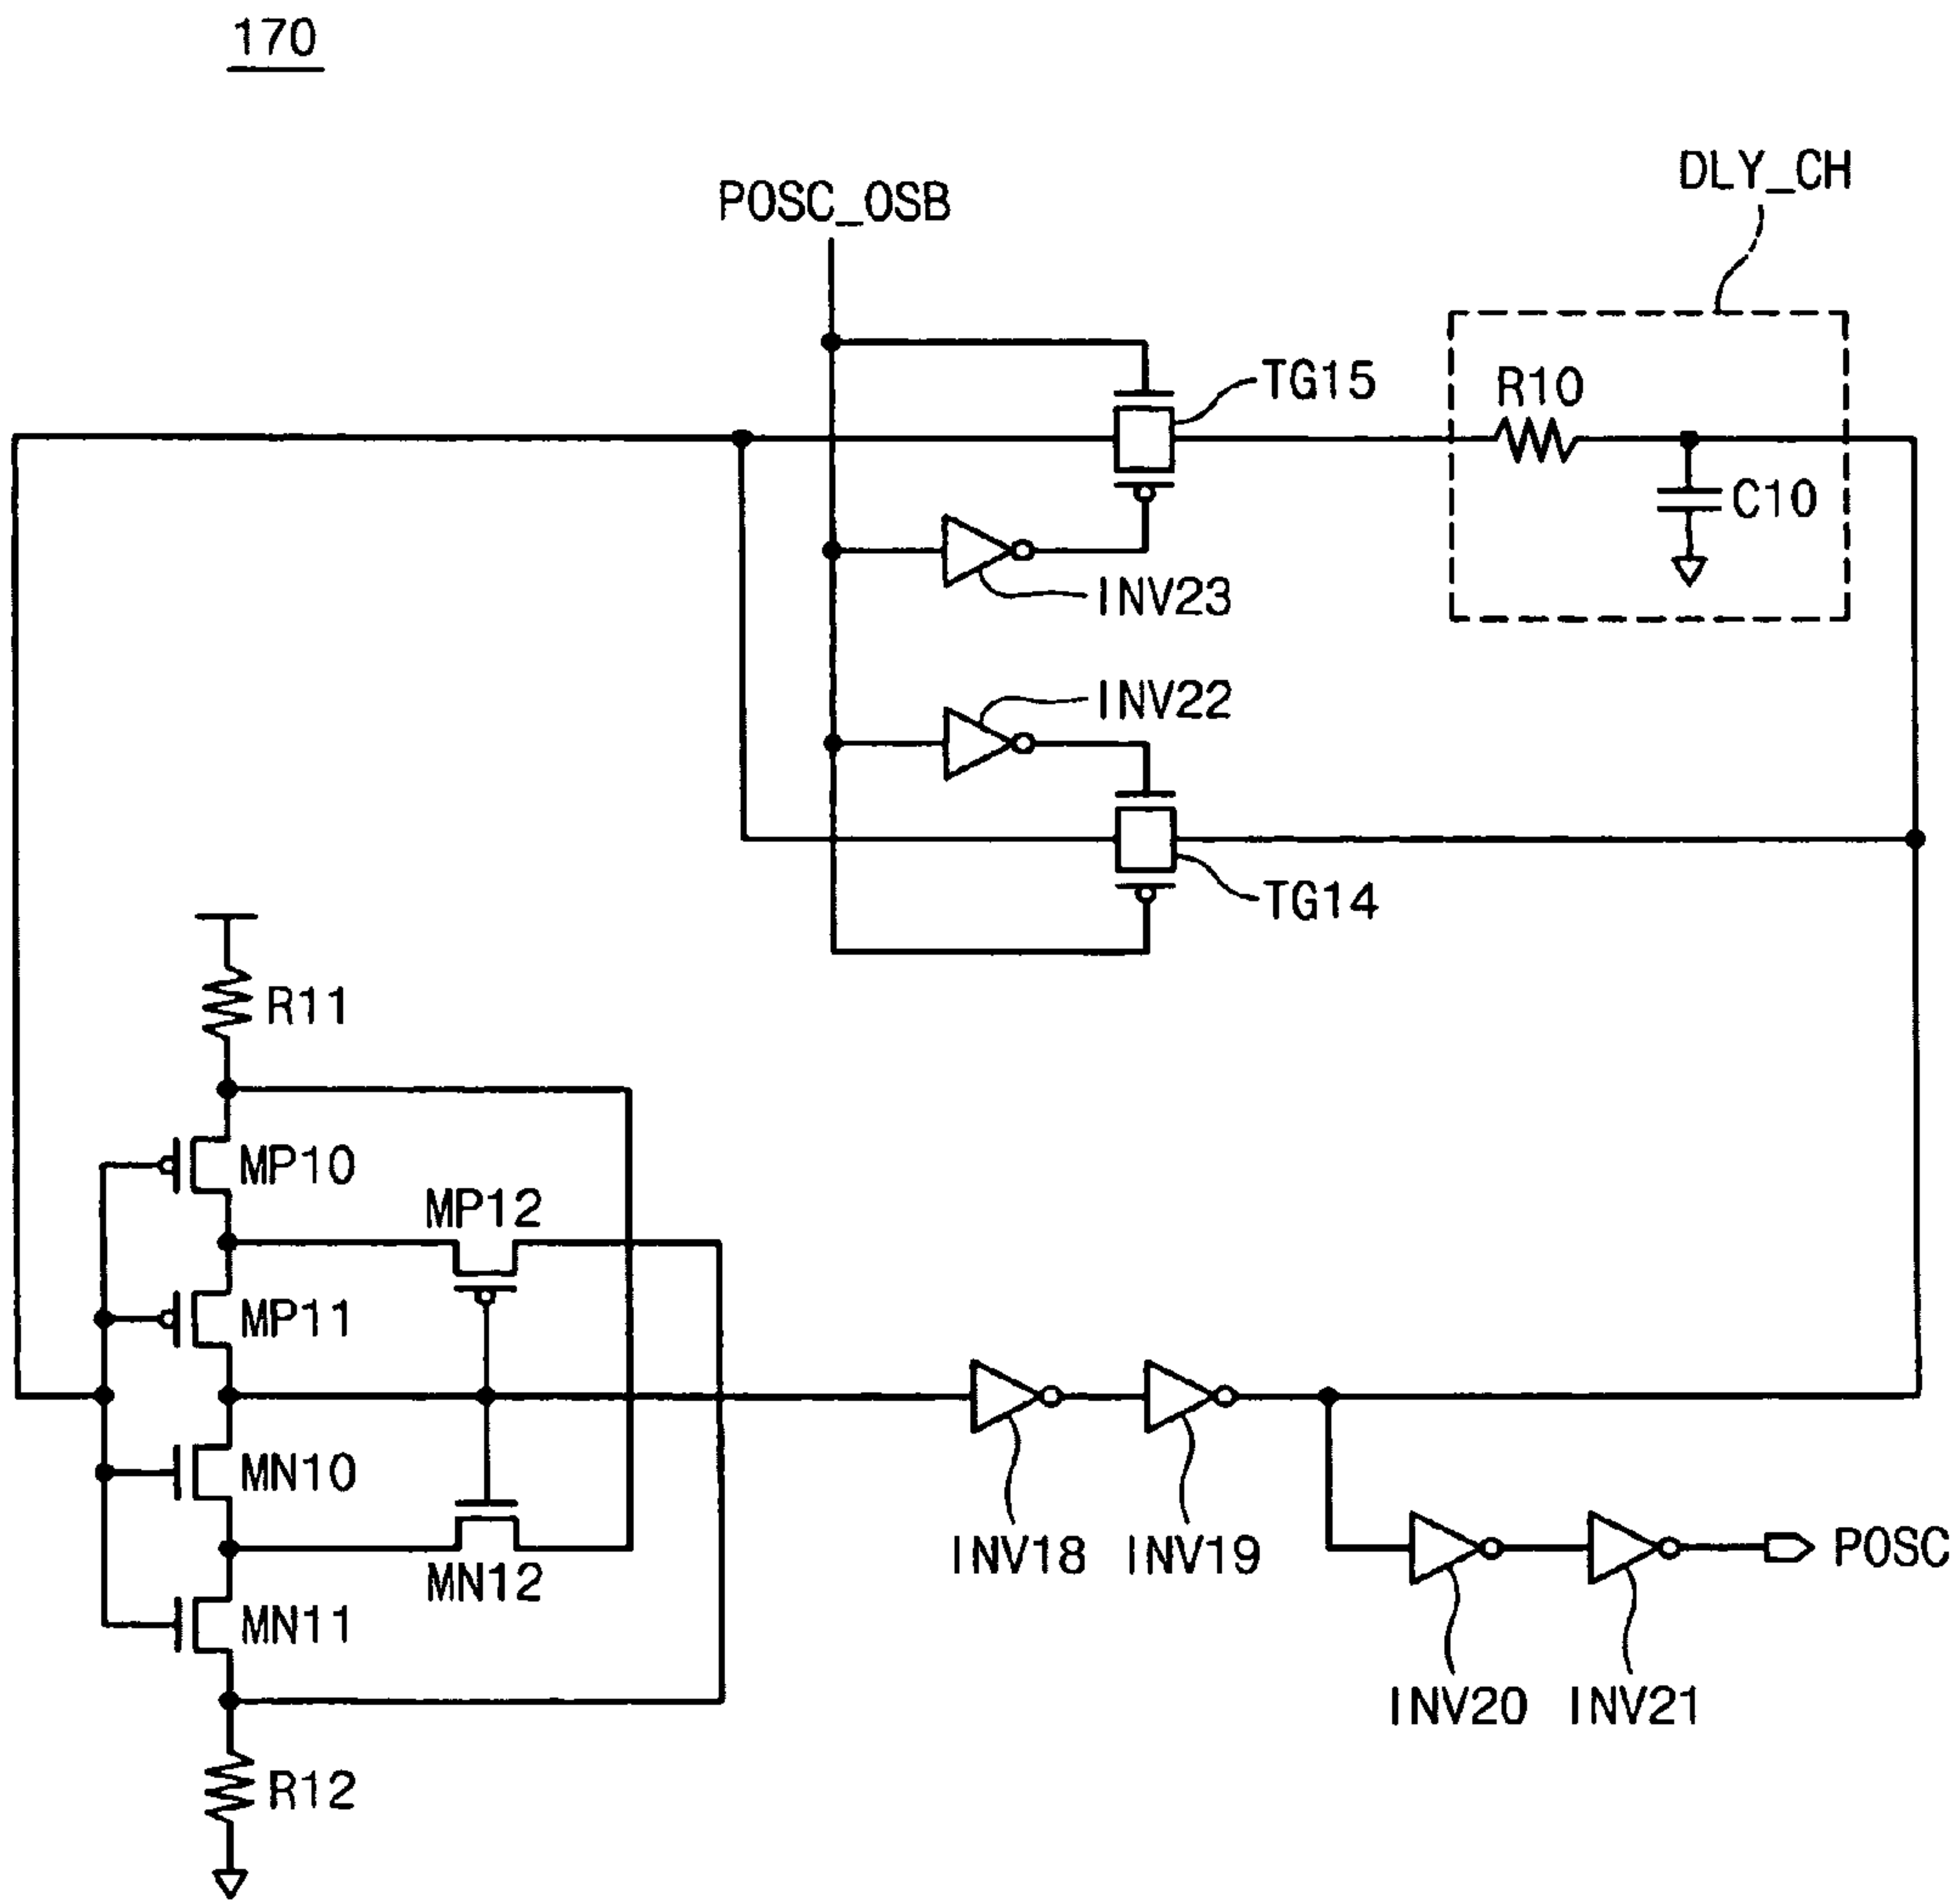 170
DLY_CH
POSC_OSB
TG15
R10
C10
INV23
INV22
TG14
R11
MP10
MP12
MP11
MN10
INV18
INV19
POSC
MN12
MN11
INV20
INV21
R12